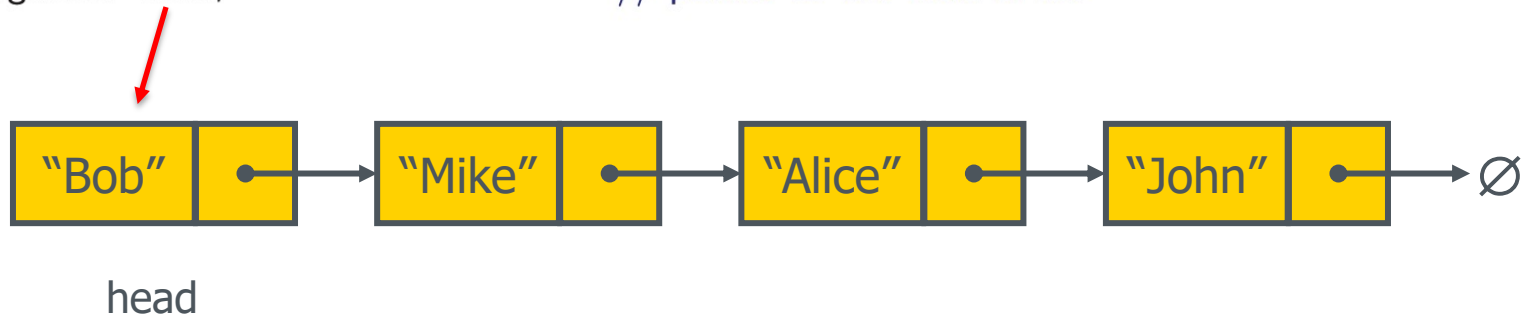 “Bob” “Mike” “Alice” “John” ∅
head